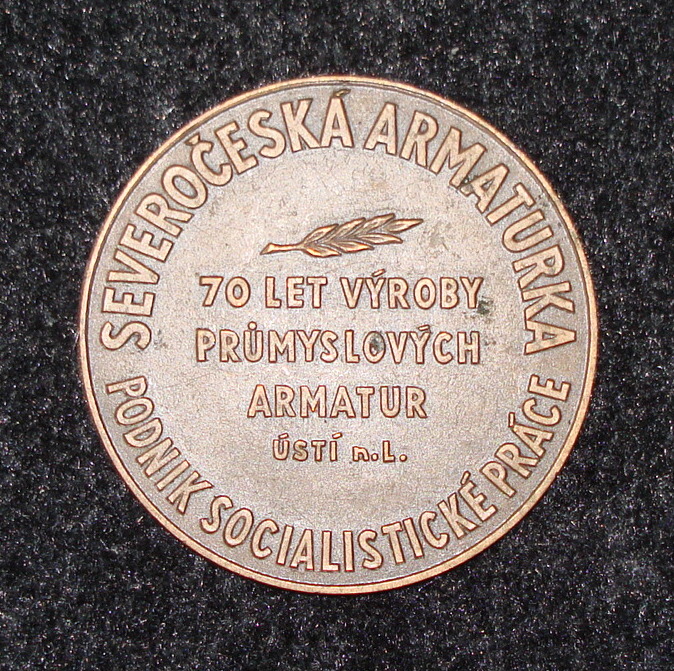 SEVEROČESKÁ ARMATURKA
70 LET VÝROBY
PRŮMYSLOVÝCH
ARMATUR
ÚSTÍ n.L.
PODNIK SOCIALISTICKÉ PRÁCE